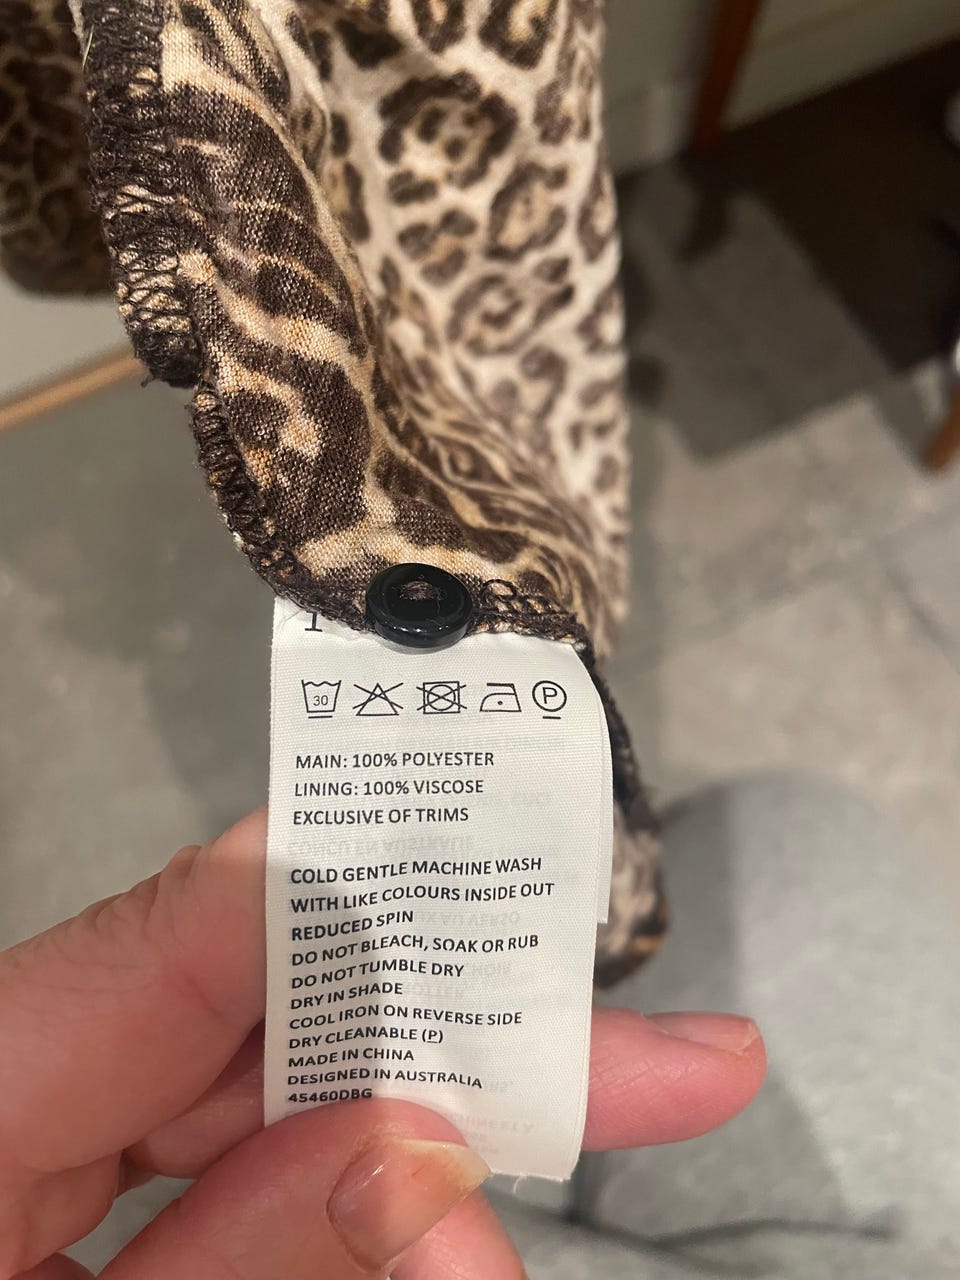 1
30
P
MAIN: 100% POLYESTER
LINING: 100% VISCOSE
EXCLUSIVE OF TRIMS
COLD GENTLE MACHINE WASH
WITH LIKE COLOURS INSIDE OUT
REDUCED SPIN
DO NOT BLEACH, SOAK OR RUB
DO NOT TUMBLE DRY
DRY IN SHADE
COOL IRON ON REVERSE SIDE
DRY CLEANABLE (P)
MADE IN CHINA
DESIGNED IN AUSTRALIA
45460DBG